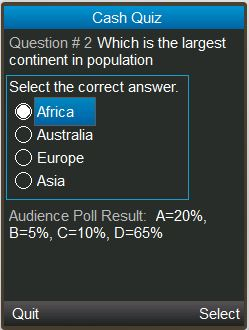 Cash Quiz
Question # 2 Which is the largest
continent in population
Select the correct answer.
Africa
Australia
Europe
Asia
Audience Poll Result: A=20%,
B=5%, C=10%, D=65%
Quit Select